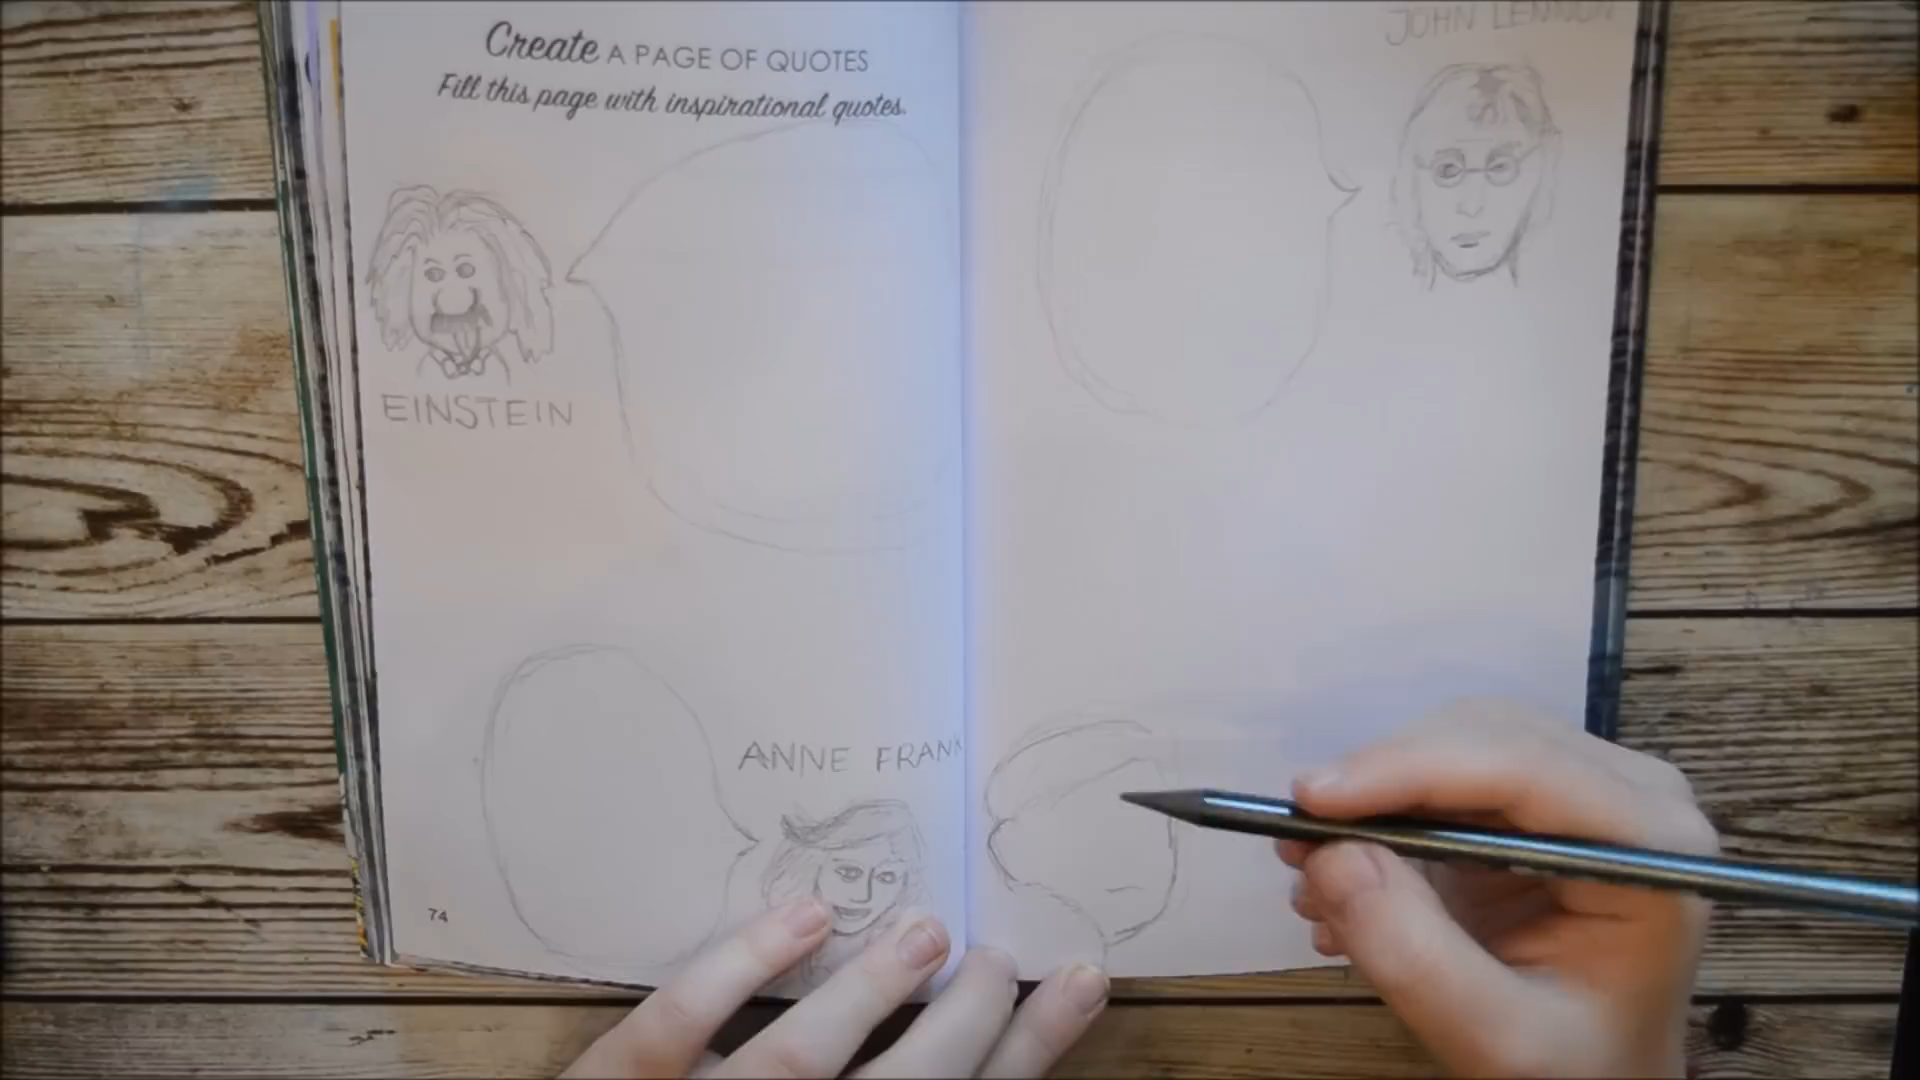 Create A PAGE OF QUOTES
Fill this page with inspirational quotes.
EINSTEIN
ANNE FRANK
74
JOHN LENNON